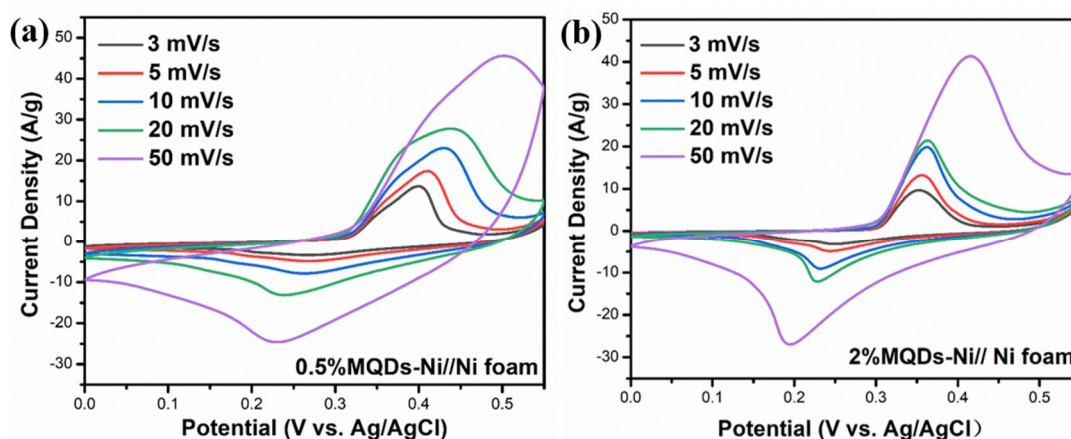 (a)
3 mV/s
5 mV/s
10 mV/s
20 mV/s
50 mV/s
50
40
30
20
10
0
-10
-20
-30
Current Density (A/g)
0.5%MQDs-Ni//Ni foam
0.0 0.1 0.2 0.3 0.4 0.5
Potential (V vs. Ag/AgCl)
(b)
3 mV/s
5 mV/s
10 mV/s
20 mV/s
50 mV/s
50
40
30
20
10
0
-10
-20
-30
Current Density (A/g)
2%MQDs-Ni// Ni foam
0.0 0.1 0.2 0.3 0.4 0.5
Potential (V vs. Ag/AgCl）